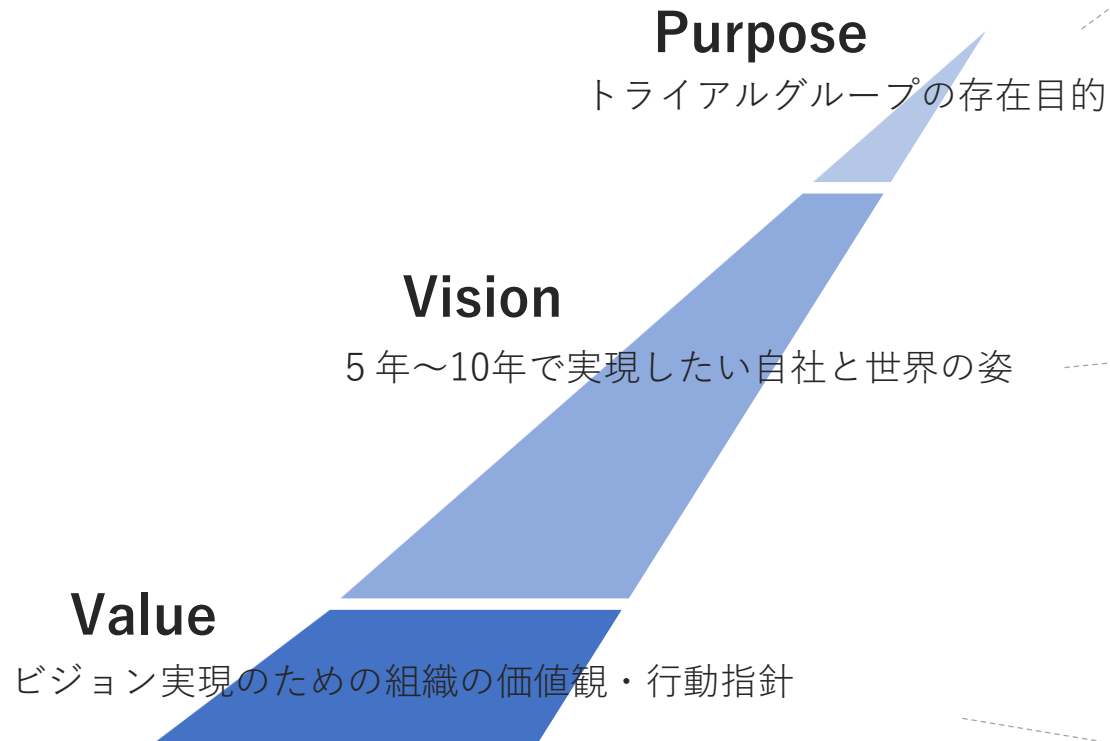 Purpose
トライアルグループの存在目的
Vision
５年～10年で実現したい自社と世界の姿
Value
ビジョン実現のための組織の価値観・行動指針